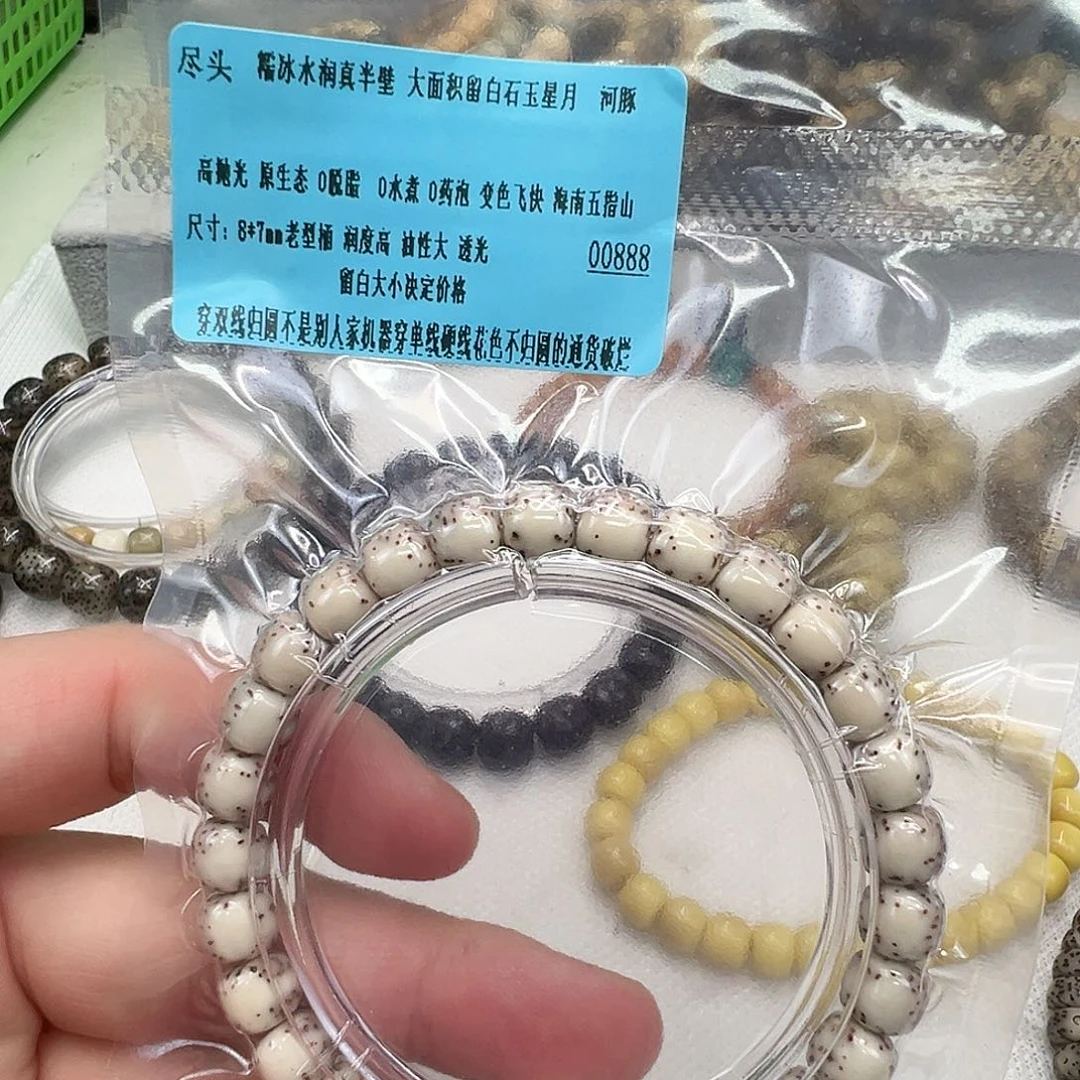 尽头 糯冰水润真半壁 大面积留白石玉星月 河豚
高抛光 原生态 0脱脂 0水煮 0药泡 变色飞快 海南五指山
尺寸：8*7mm老型桶 润度高 油性大 透光
00888
留白大小决定价格
穿双线归圆不是别人家机器穿单线硬线花色不归圆的通货破烂